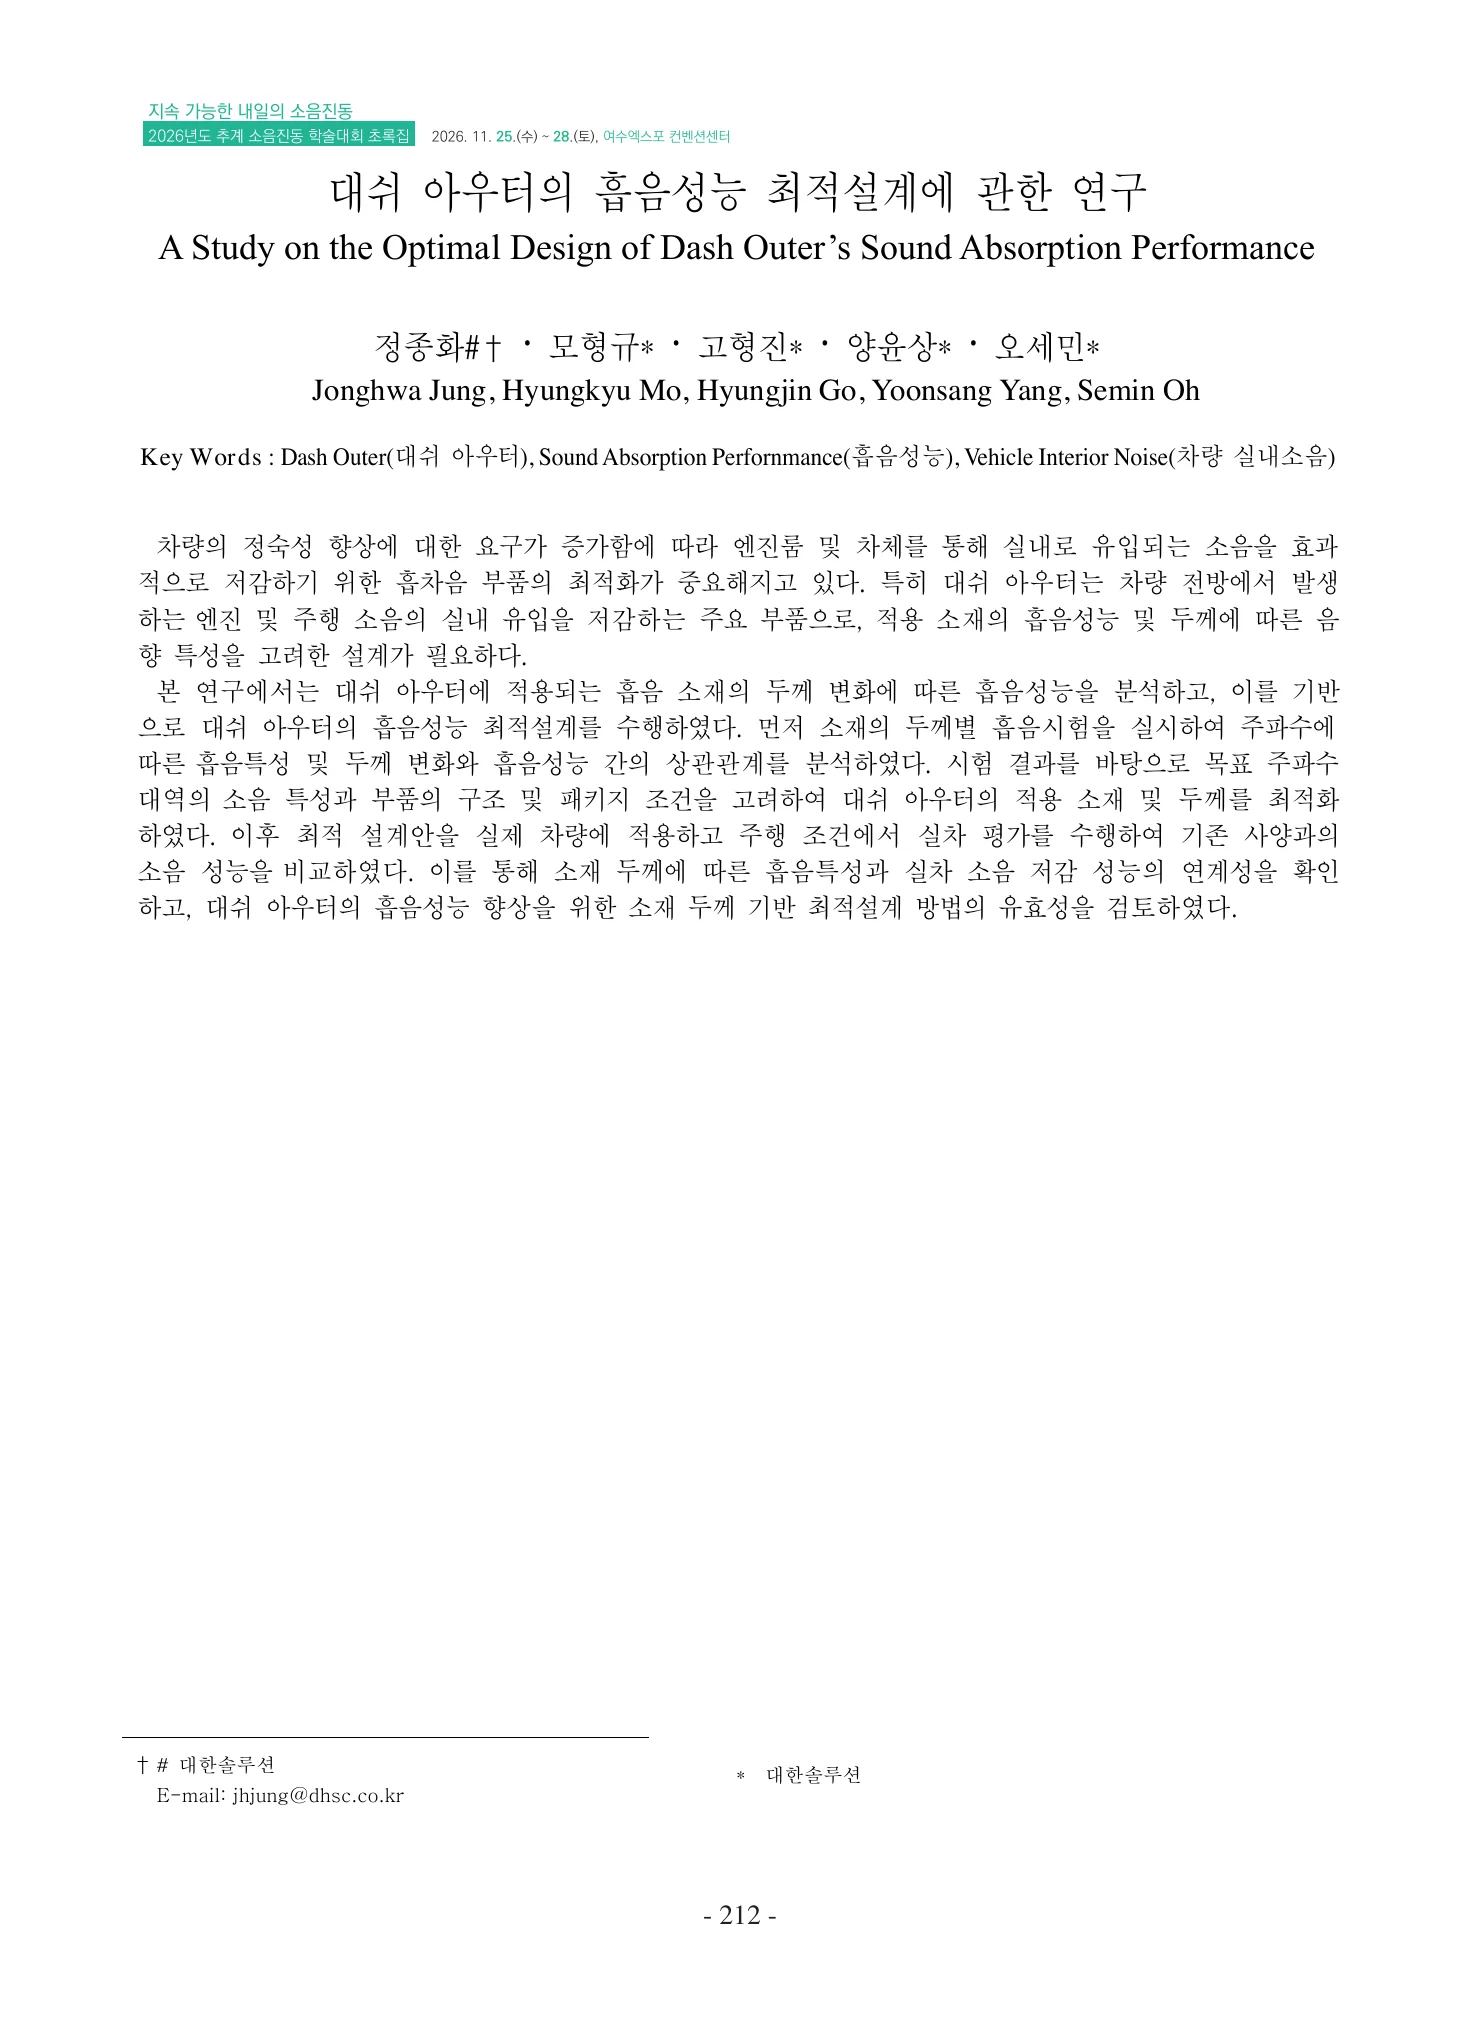 지속 가능한 내일의 소음진동
2026년도 추계 소음진동 학술대회 초록집 2026. 11. 25.(수) ~ 28.(토), 여수엑스포 컨벤션센터
대쉬 아우터의 흡음성능 최적설계에 관한 연구
A Study on the Optimal Design of Dash Outer’s Sound Absorption Performance
정종화#† · 모형규* · 고형진* · 양윤상* · 오세민*
Jonghwa Jung, Hyungkyu Mo, Hyungjin Go, Yoonsang Yang, Semin Oh
Key Words : Dash Outer(대쉬 아우터), Sound Absorption Perfornmance(흡음성능), Vehicle Interior Noise(차량 실내소음)
차량의 정숙성 향상에 대한 요구가 증가함에 따라 엔진룸 및 차체를 통해 실내로 유입되는 소음을 효과
적으로 저감하기 위한 흡차음 부품의 최적화가 중요해지고 있다. 특히 대쉬 아우터는 차량 전방에서 발생
하는 엔진 및 주행 소음의 실내 유입을 저감하는 주요 부품으로, 적용 소재의 흡음성능 및 두께에 따른 음
향 특성을 고려한 설계가 필요하다.
본 연구에서는 대쉬 아우터에 적용되는 흡음 소재의 두께 변화에 따른 흡음성능을 분석하고, 이를 기반
으로 대쉬 아우터의 흡음성능 최적설계를 수행하였다. 먼저 소재의 두께별 흡음시험을 실시하여 주파수에
따른 흡음특성 및 두께 변화와 흡음성능 간의 상관관계를 분석하였다. 시험 결과를 바탕으로 목표 주파수
대역의 소음 특성과 부품의 구조 및 패키지 조건을 고려하여 대쉬 아우터의 적용 소재 및 두께를 최적화
하였다. 이후 최적 설계안을 실제 차량에 적용하고 주행 조건에서 실차 평가를 수행하여 기존 사양과의
소음 성능을 비교하였다. 이를 통해 소재 두께에 따른 흡음특성과 실차 소음 저감 성능의 연계성을 확인
하고, 대쉬 아우터의 흡음성능 향상을 위한 소재 두께 기반 최적설계 방법의 유효성을 검토하였다.
† # 대한솔루션
E-mail: jhjung@dhsc.co.kr
* 대한솔루션
- 212 -